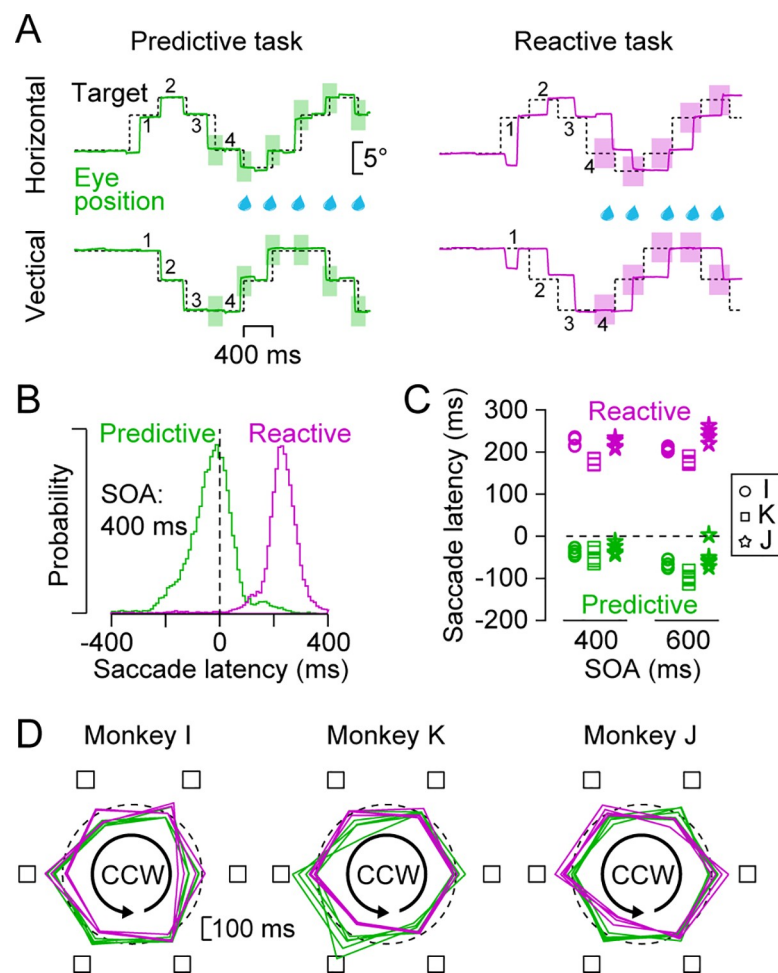 A
Predictive task
Reactive task
Horizontal
Target
2
1
3
4
5°
2
1
3
4
Eye
position
Vectical
1
2
3
4
400 ms
1
2
3
4
B
Predictive
Reactive
SOA:
400 ms
Probability
-400
0
400
Saccade latency (ms)
C
Saccade latency (ms)
300
200
100
0
-100
-200
Reactive
Predictive
400
600
SOA (ms)
I
K
J
D
Monkey I
Monkey K
Monkey J
CCW
CCW
CCW
100 ms